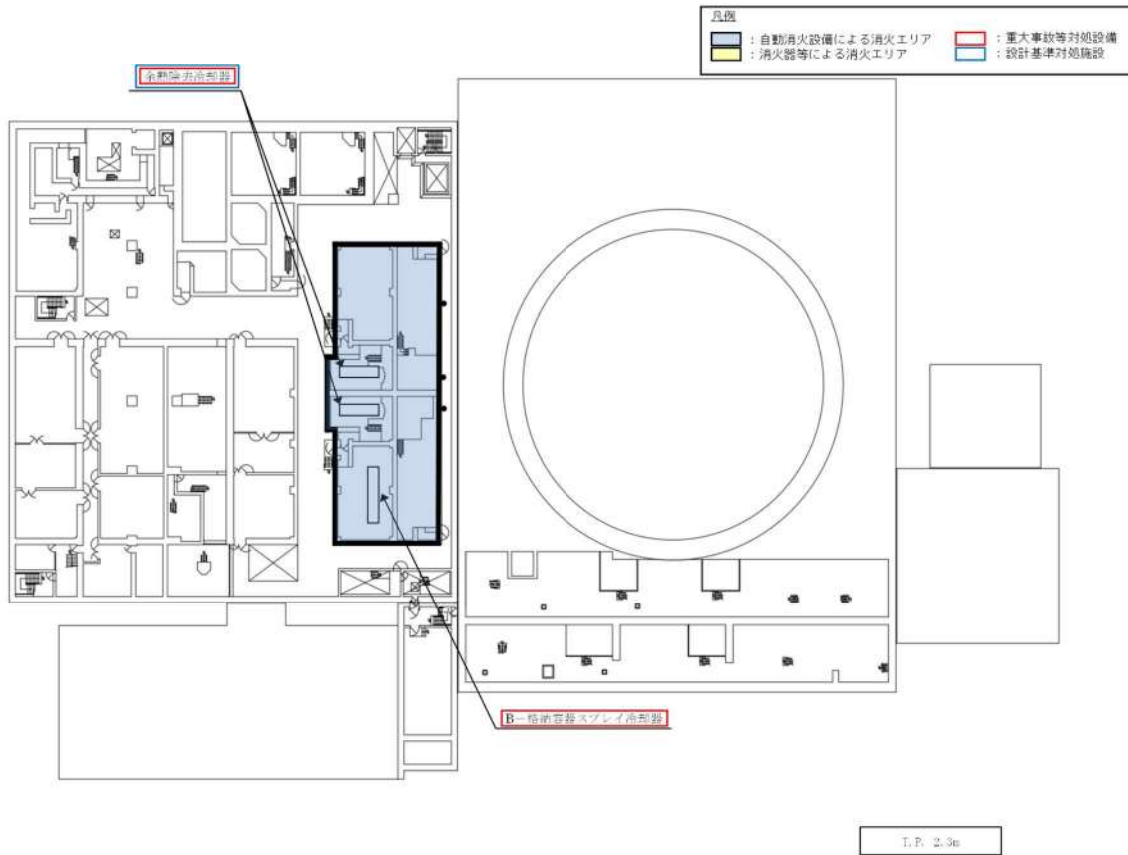 凡例
：自動消火設備による消火エリア
：重大事故等対処設備
：消火器等による消火エリア
：設計基準対処施設
余熱除去冷却器
B－格納容器スプレイ冷却器
T.P. 2.3m